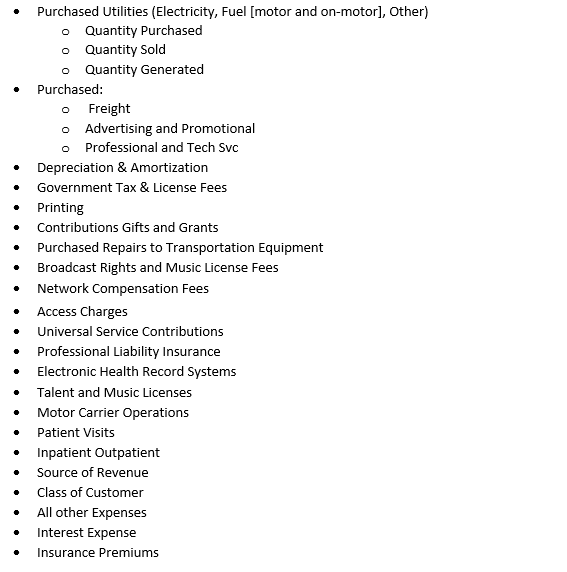 • Purchased Utilities (Electricity, Fuel [motor and on-motor], Other)
o Quantity Purchased
o Quantity Sold
o Quantity Generated
• Purchased:
o Freight
o Advertising and Promotional
o Professional and Tech Svc
• Depreciation & Amortization
• Government Tax & License Fees
• Printing
• Contributions Gifts and Grants
• Purchased Repairs to Transportation Equipment
• Broadcast Rights and Music License Fees
• Network Compensation Fees
• Access Charges
• Universal Service Contributions
• Professional Liability Insurance
• Electronic Health Record Systems
• Talent and Music Licenses
• Motor Carrier Operations
• Patient Visits
• Inpatient Outpatient
• Source of Revenue
• Class of Customer
• All other Expenses
• Interest Expense
• Insurance Premiums